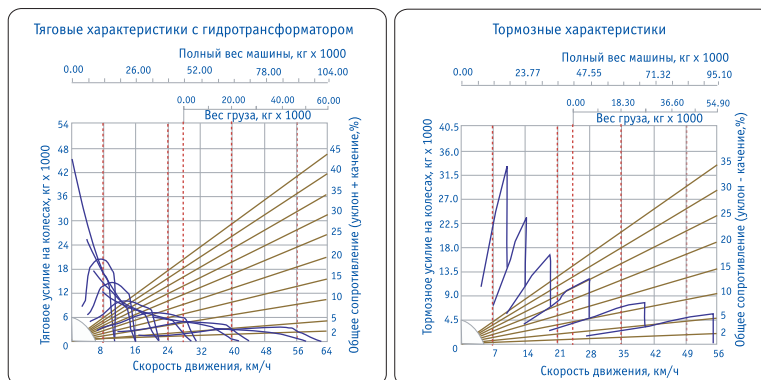 Тяговые характеристики с гидротрансформатором
Полный вес машины, кг x 1000
0.00 26.00 52.00 78.00 104.00
0.00 20.00 40.00 60.00
Вес груза, кг x 1000
Тяговое усилие на колесах, кг x 1000
54
48
42
36
30
24
18
12
6
0
45
40
35
30
25
20
15
10
5
2
Общее сопротивление (уклон + качение,%)
8 16 24 32 40 48 56 64
Скорость движения, км/ч
Тормозные характеристики
Полный вес машины, кг x 1000
0.00 23.77 47.55 71.32 95.10
0.00 18.30 36.60 54.90
Вес груза, кг x 1000
Тормозное усилие на колесах, кг x 1000
40.5
36.0
31.5
27.0
22.5
18.0
13.5
9.0
4.5
0
35
30
25
20
15
10
5
2
Общее сопротивление (уклон - качение,%)
7 14 21 28 35 42 49 56
Скорость движения, км/ч